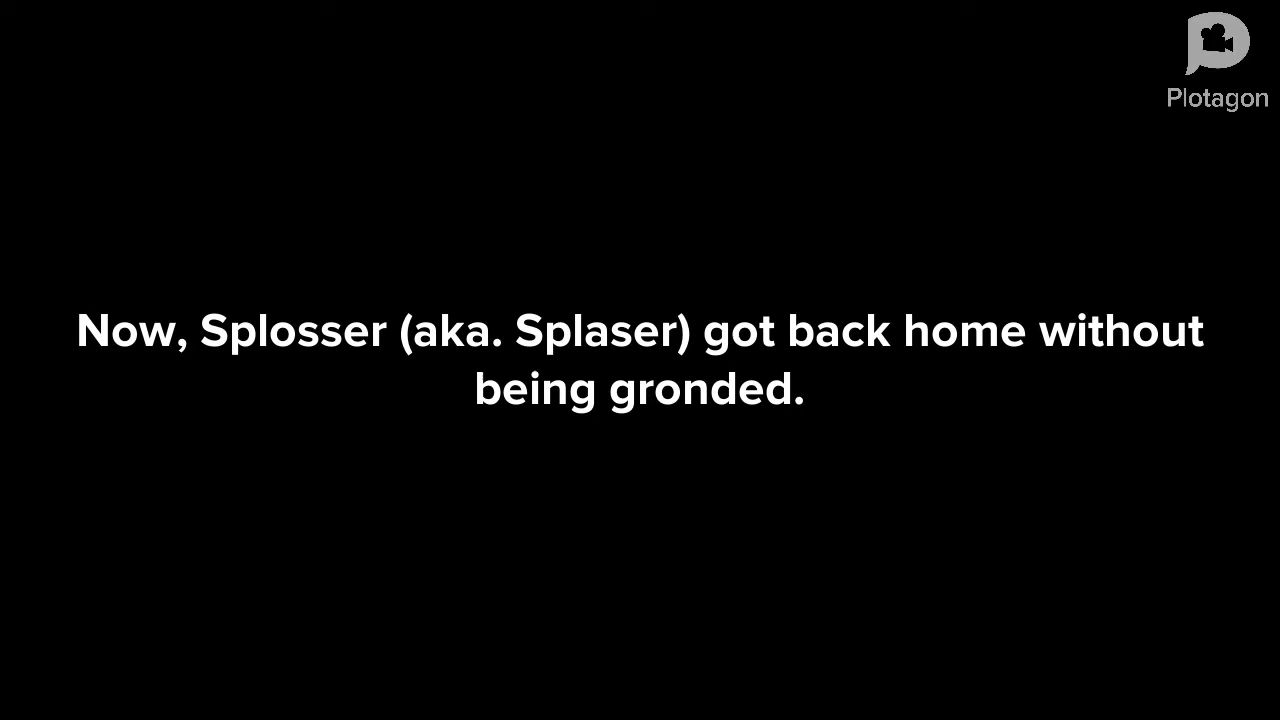 Plotagon
Now, Splosser (aka. Splaser) got back home without
being gronded.